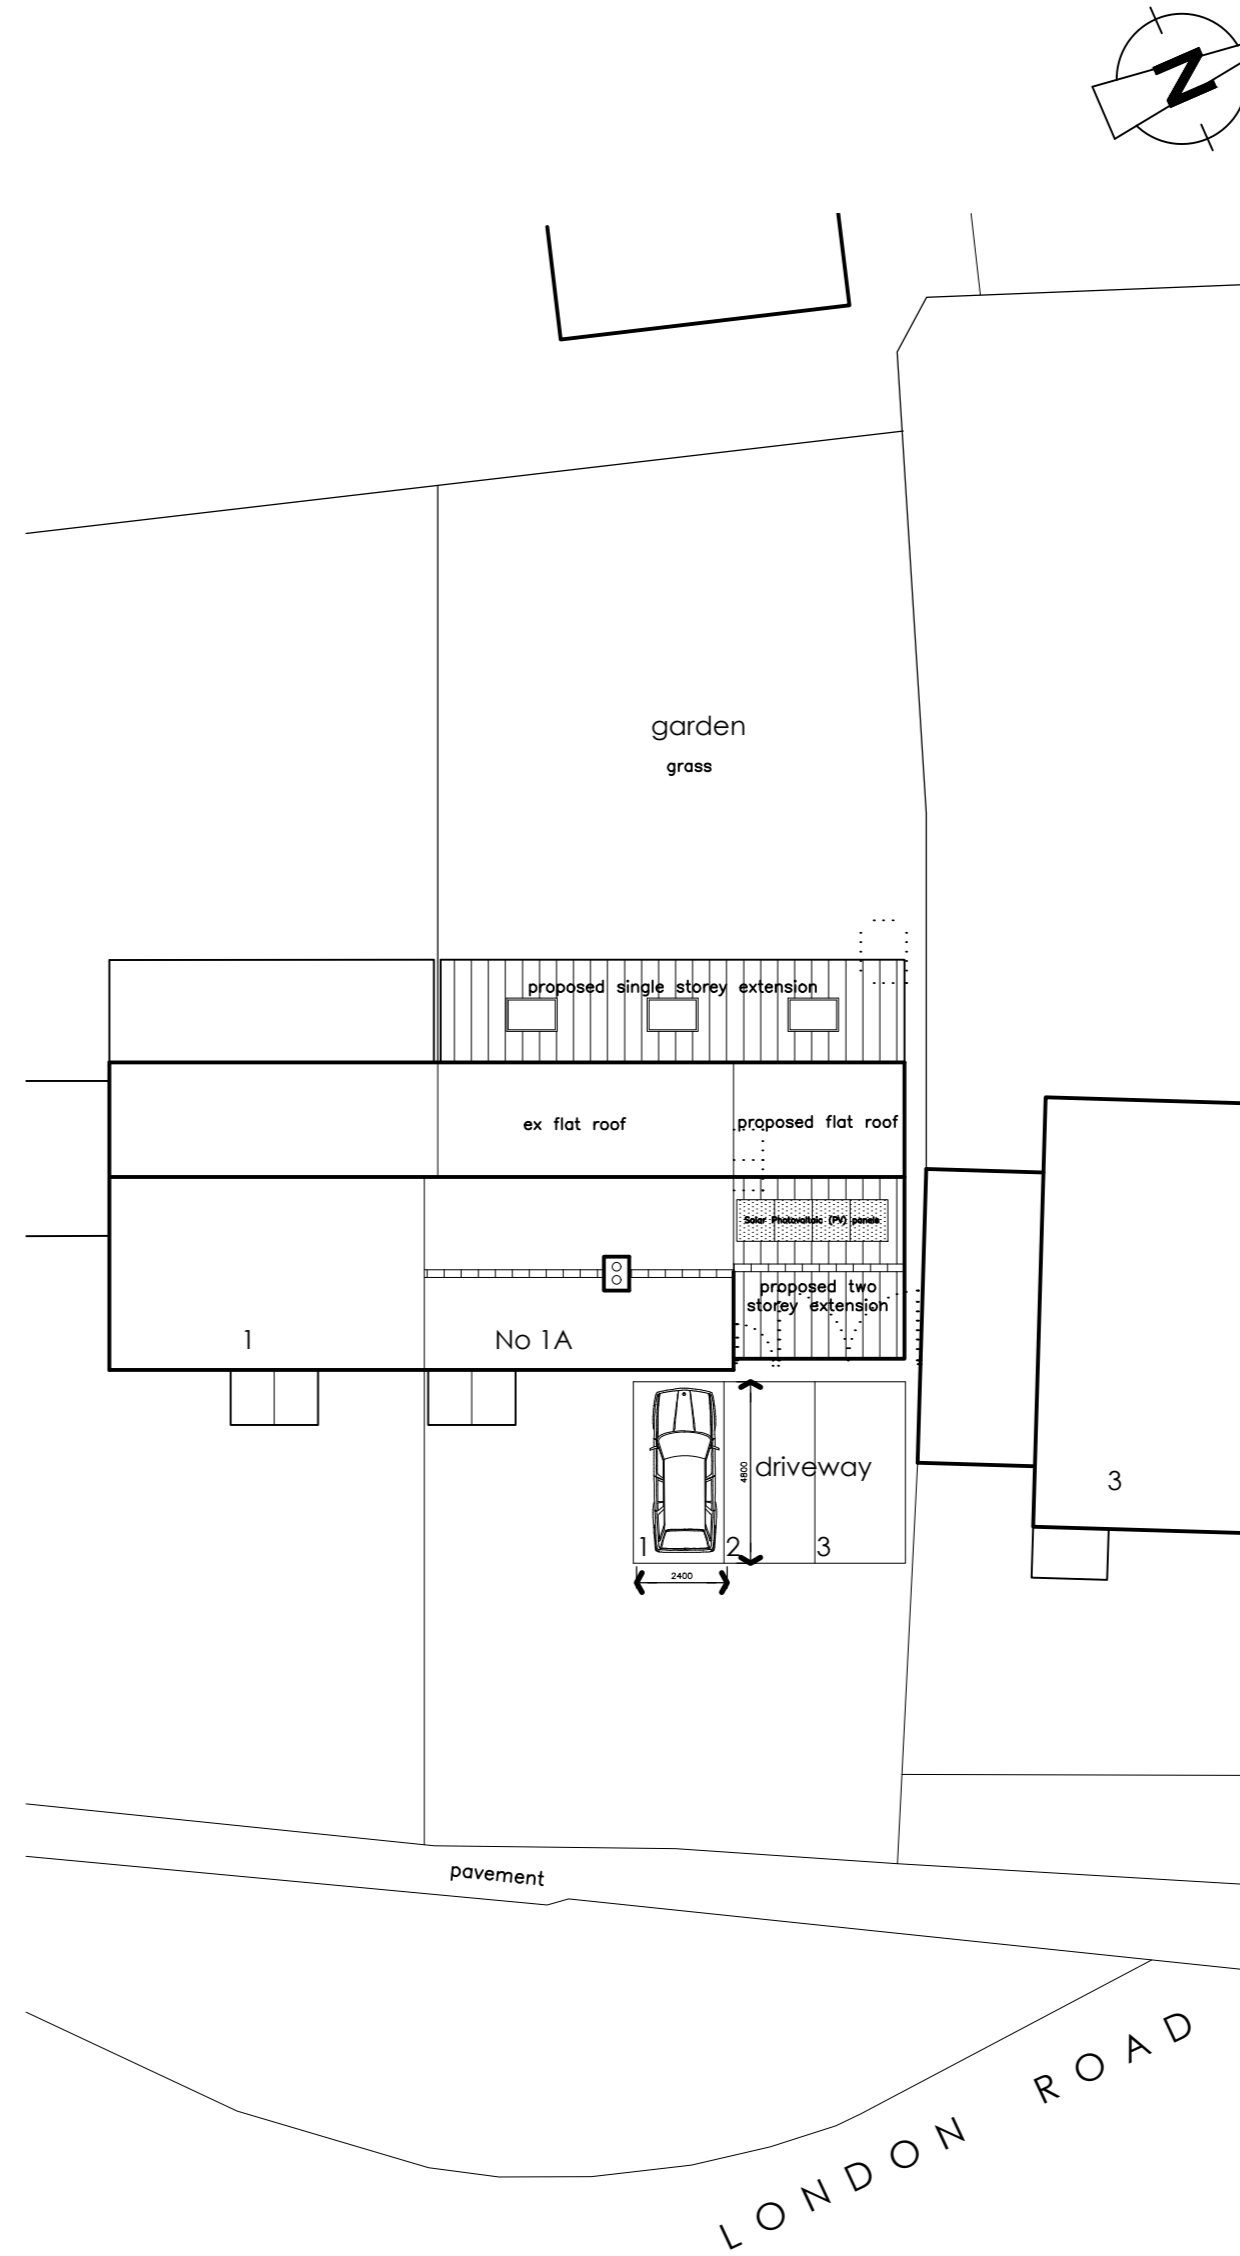 N
garden
grass
proposed single storey extension
ex flat roof
proposed flat roof
Solar Photovoltaic (PV) panels
proposed two
storey extension
1
No 1A
driveway
4800
3
1
2
3
2400
pavement
LONDON ROAD